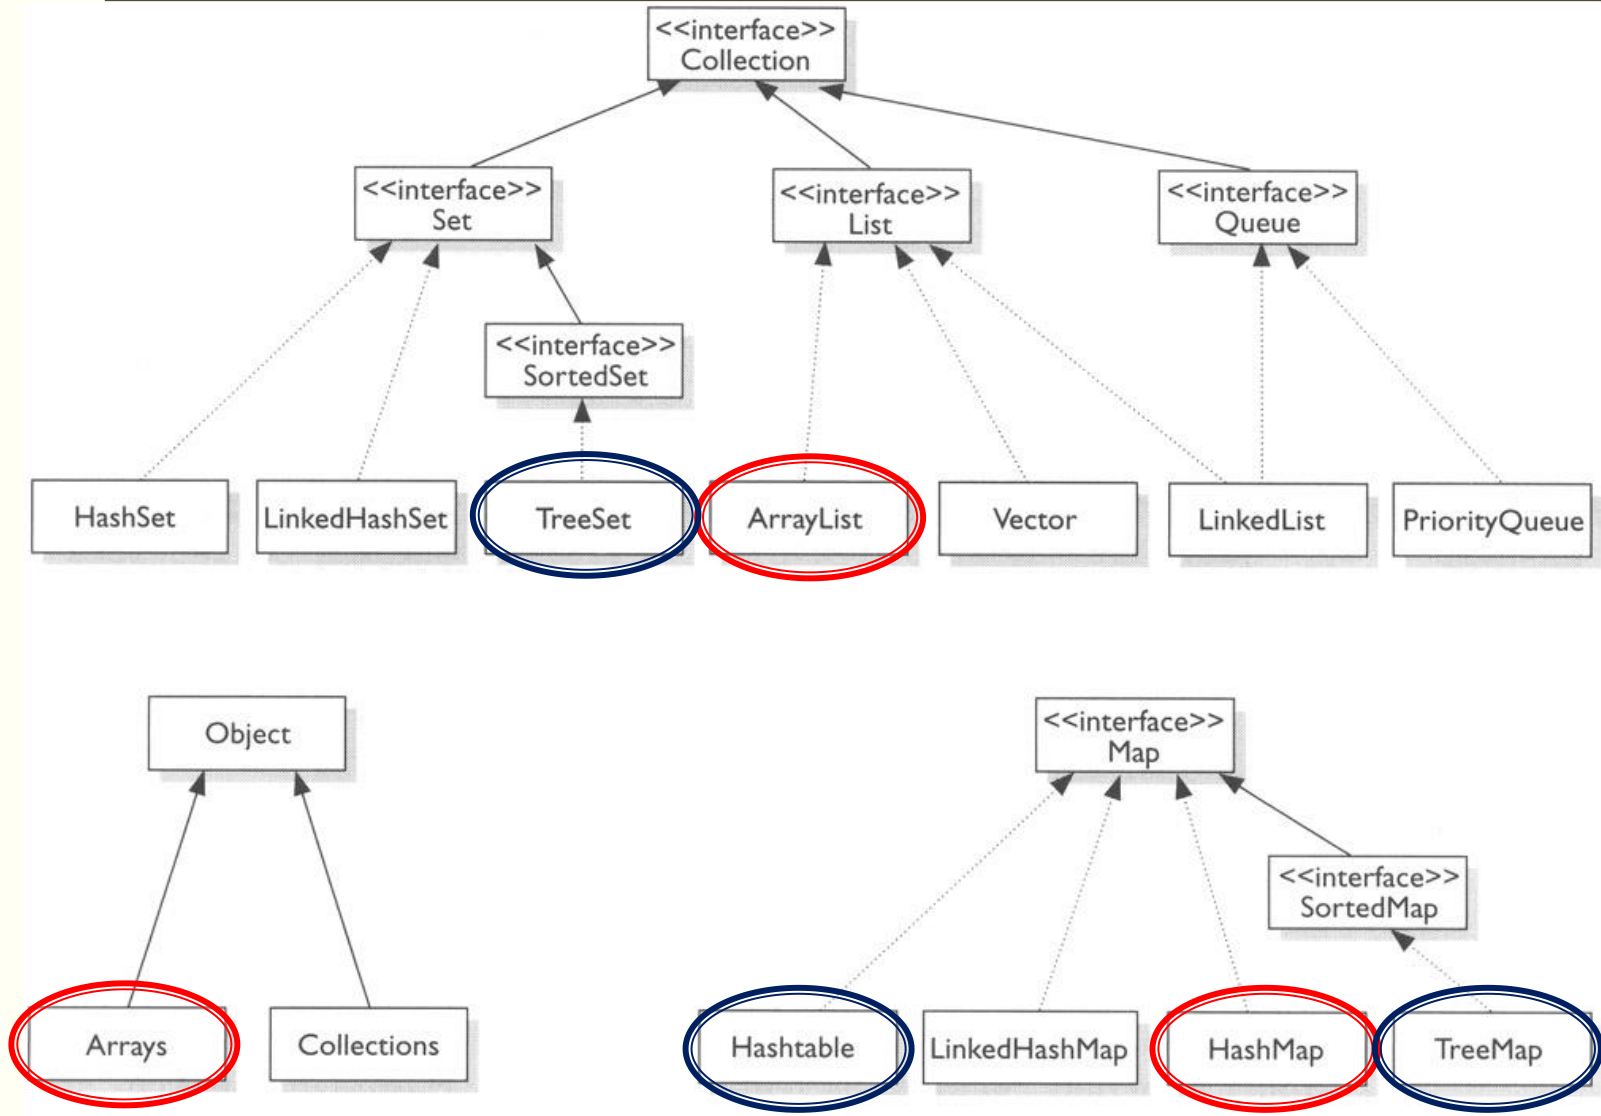 <<interface>>
Collection
<<interface>>
Set
<<interface>>
List
<<interface>>
Queue
<<interface>>
SortedSet
HashSet
LinkedHashSet
TreeSet
ArrayList
Vector
LinkedList
PriorityQueue
Object
<<interface>>
Map
<<interface>>
SortedMap
Arrays
Collections
Hashtable
LinkedHashMap
HashMap
TreeMap